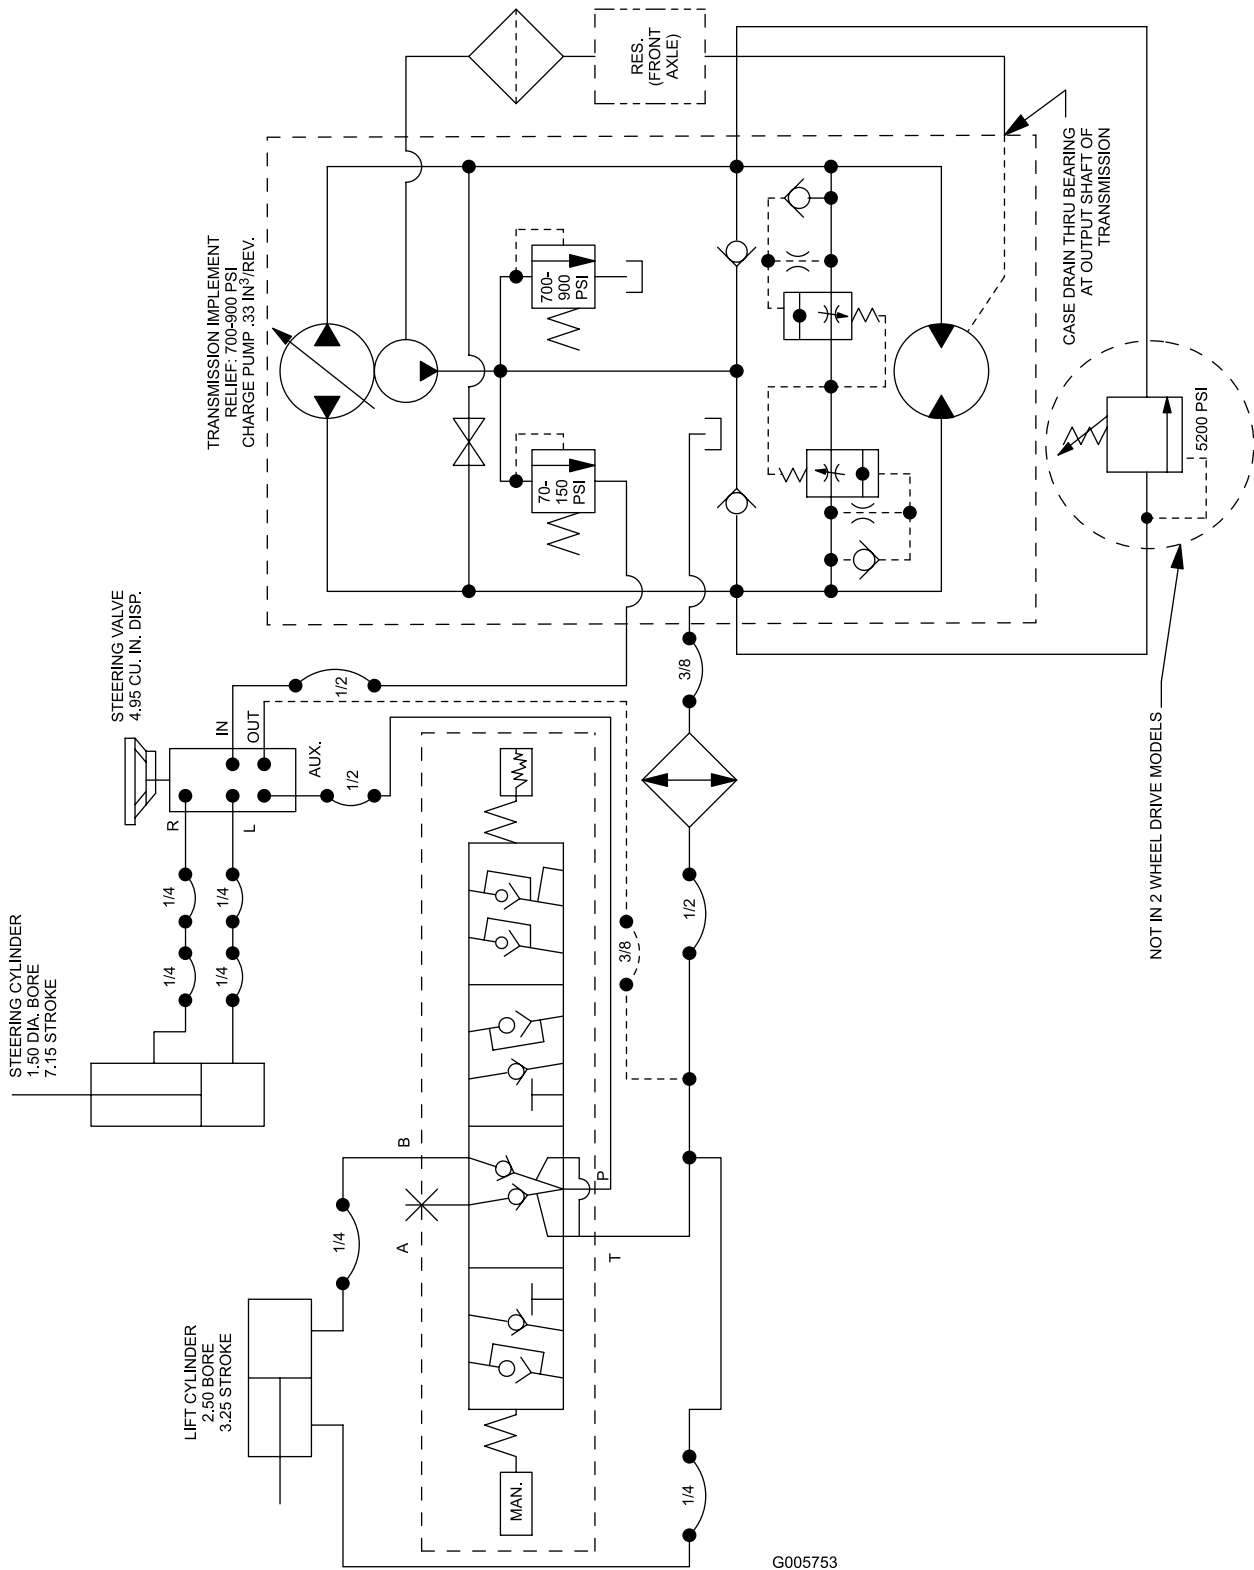 STEERING CYLINDER
1.50 DIA. BORE
7.15 STROKE
STEERING VALVE
4.95 CU. IN. DISP.
TRANSMISSION IMPLEMENT
RELIEF: 700-900 PSI
CHARGE PUMP .33 IN³/REV.
RES.
(FRONT
AXLE)
R
L
IN
OUT
AUX.
1/4
1/4
1/4
1/4
1/2
1/2
70-
150
PSI
700-
900
PSI
LIFT CYLINDER
2.50 BORE
3.25 STROKE
1/4
A
B
MAN.
T
P
3/8
1/4
1/2
3/8
CASE DRAIN THRU BEARING
AT OUTPUT SHAFT OF
TRANSMISSION
5200 PSI
NOT IN 2 WHEEL DRIVE MODELS
G005753